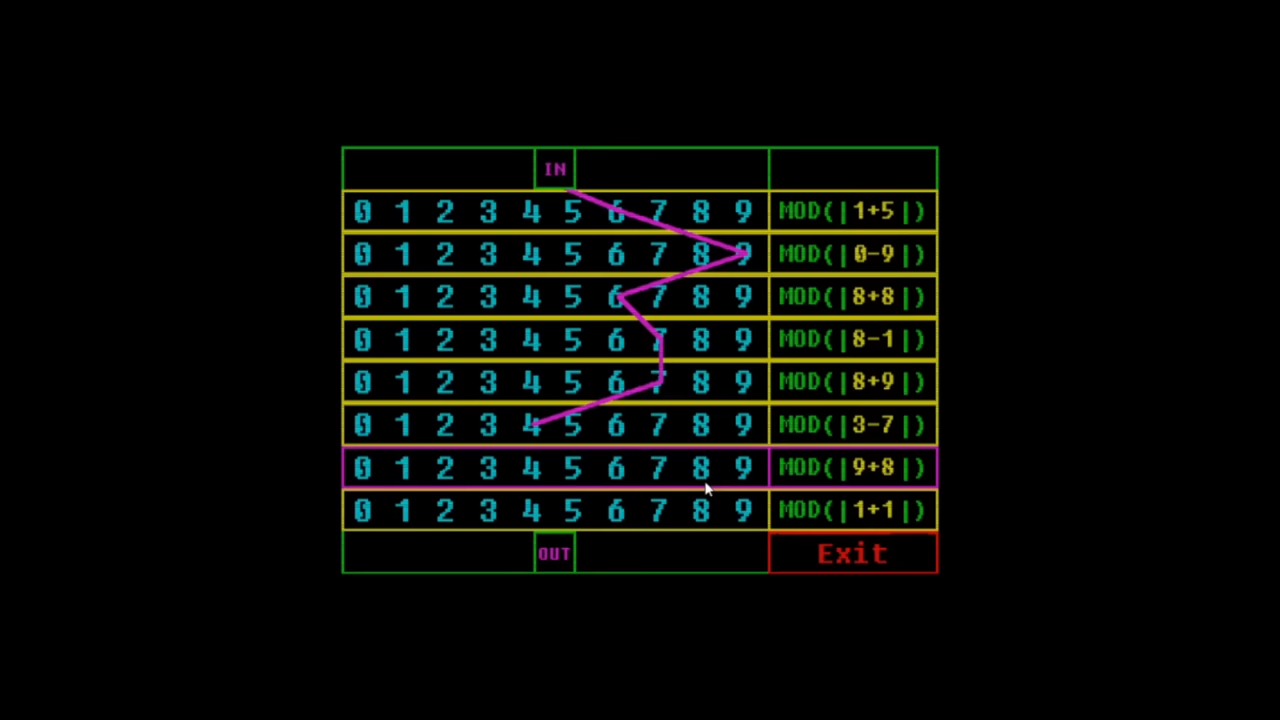 IN
0 1 2 3 4 5 6 7 8 9 MOD(|1+5|)
0 1 2 3 4 5 6 7 8 9 MOD(|0-9|)
0 1 2 3 4 5 6 7 8 9 MOD(|8+8|)
0 1 2 3 4 5 6 7 8 9 MOD(|8-1|)
0 1 2 3 4 5 6 7 8 9 MOD(|8+9|)
0 1 2 3 4 5 6 7 8 9 MOD(|3-7|)
0 1 2 3 4 5 6 7 8 9 MOD(|9+8|)
0 1 2 3 4 5 6 7 8 9 MOD(|1+1|)
OUT Exit